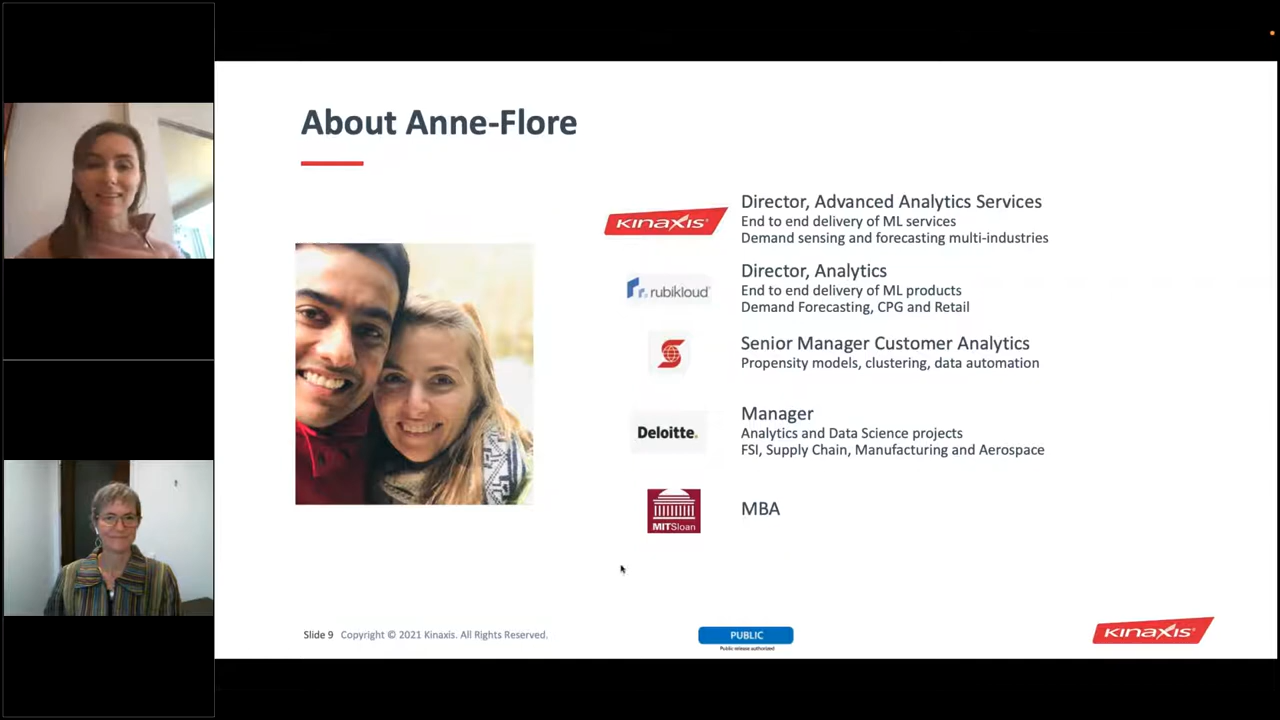 About Anne-Flore
KINAXIS®
Director, Advanced Analytics Services
End to end delivery of ML services
Demand sensing and forecasting multi-industries
rubikloud
Director, Analytics
End to end delivery of ML products
Demand Forecasting, CPG and Retail
Senior Manager Customer Analytics
Propensity models, clustering, data automation
Deloitte.
Manager
Analytics and Data Science projects
FSI, Supply Chain, Manufacturing and Aerospace
MITSloan
MBA
Slide 9 Copyright © 2021 Kinaxis. All Rights Reserved.
PUBLIC
Public release authorized
KINAXIS®